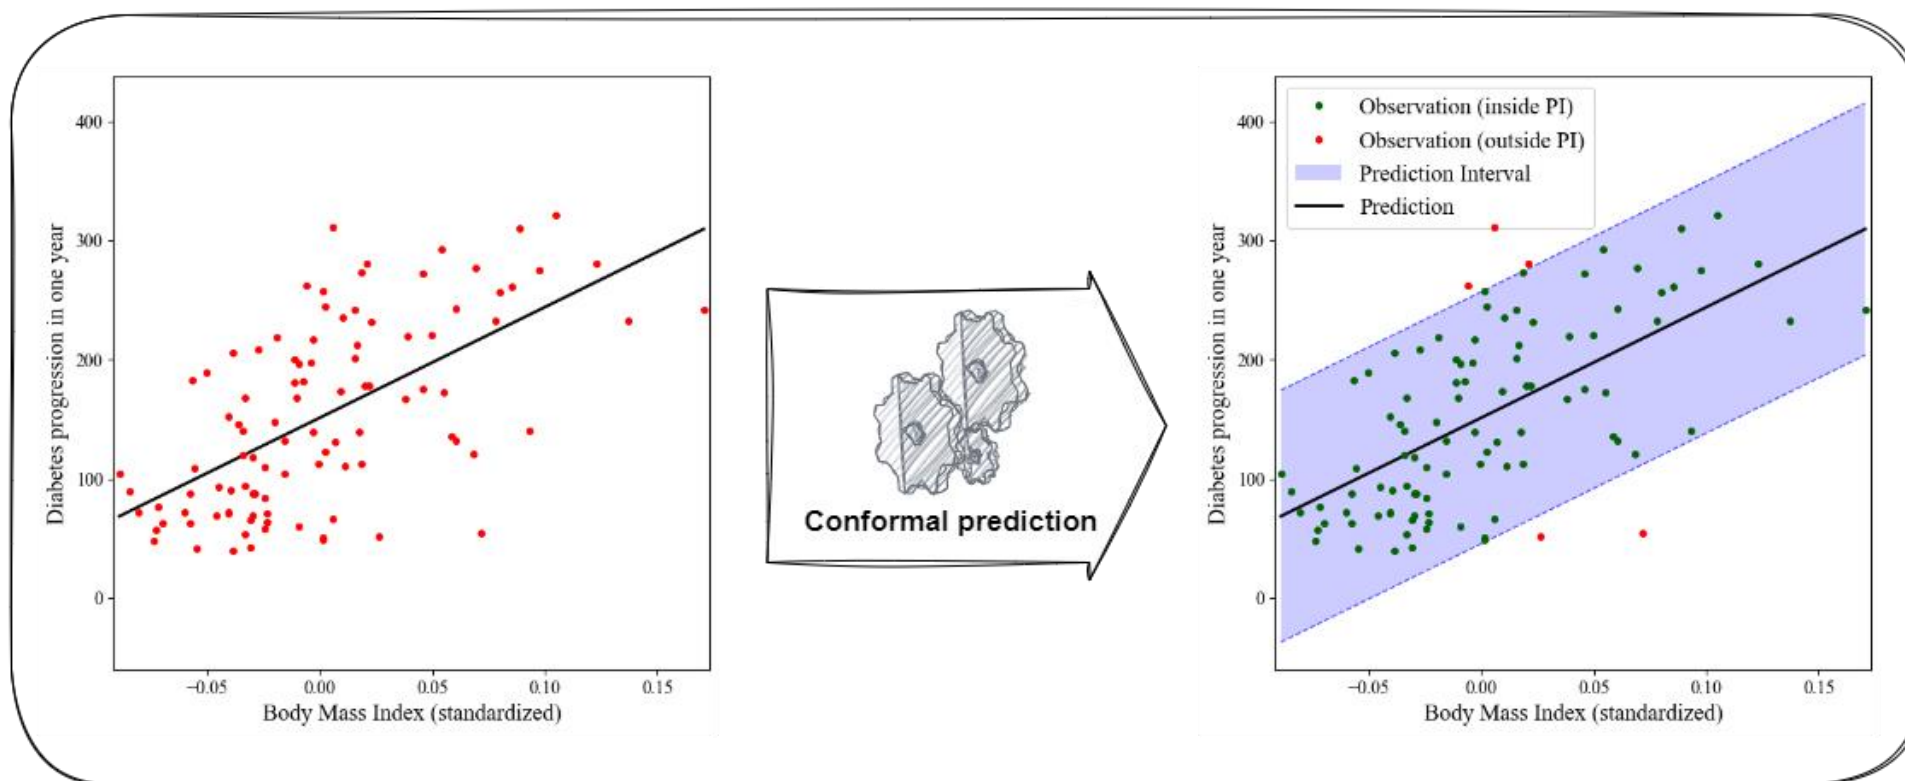 400
300
200
100
0
−0.05
0.00
0.05
0.10
0.15
Diabetes progression in one year
Body Mass Index (standardized)
Conformal prediction
Observation (inside PI)
Observation (outside PI)
Prediction Interval
Prediction
400
300
200
100
0
−0.05
0.00
0.05
0.10
0.15
Diabetes progression in one year
Body Mass Index (standardized)